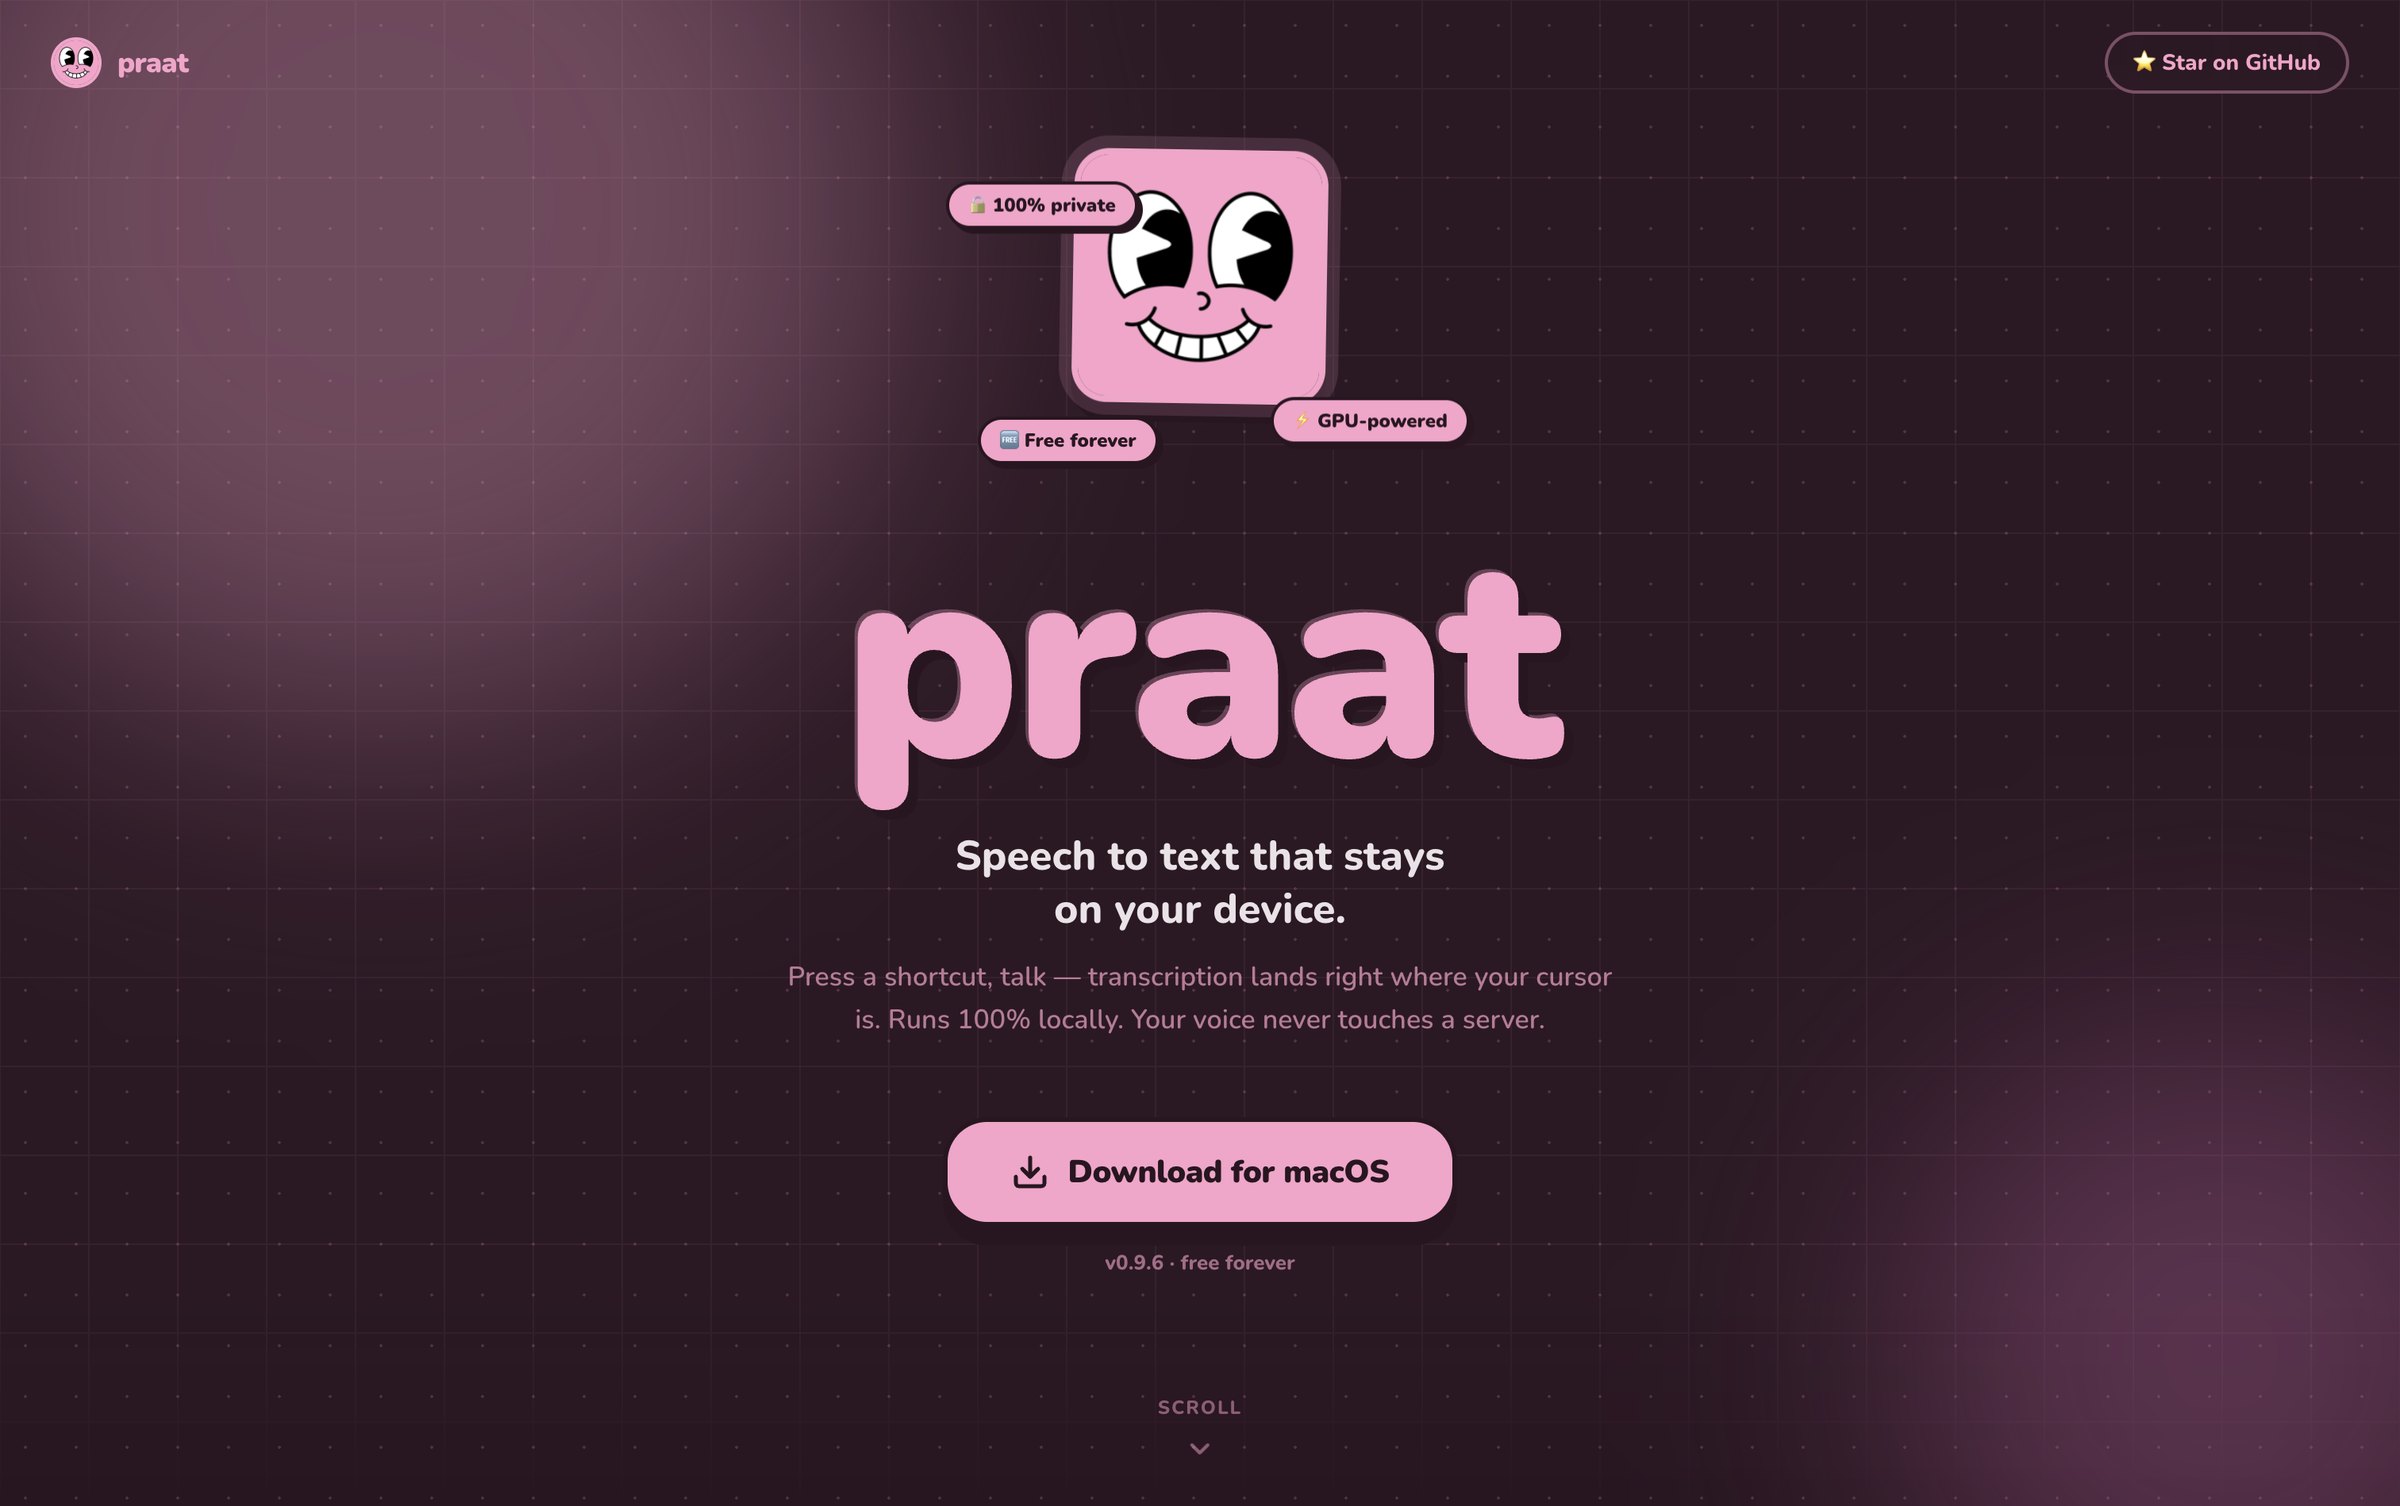 praat
⭐ Star on GitHub
🔒 100% private
⚡ GPU-powered
🆓 Free forever
praat
Speech to text that stays
on your device.
Press a shortcut, talk — transcription lands right where your cursor
is. Runs 100% locally. Your voice never touches a server.
Download for macOS
v0.9.6 · free forever
SCROLL